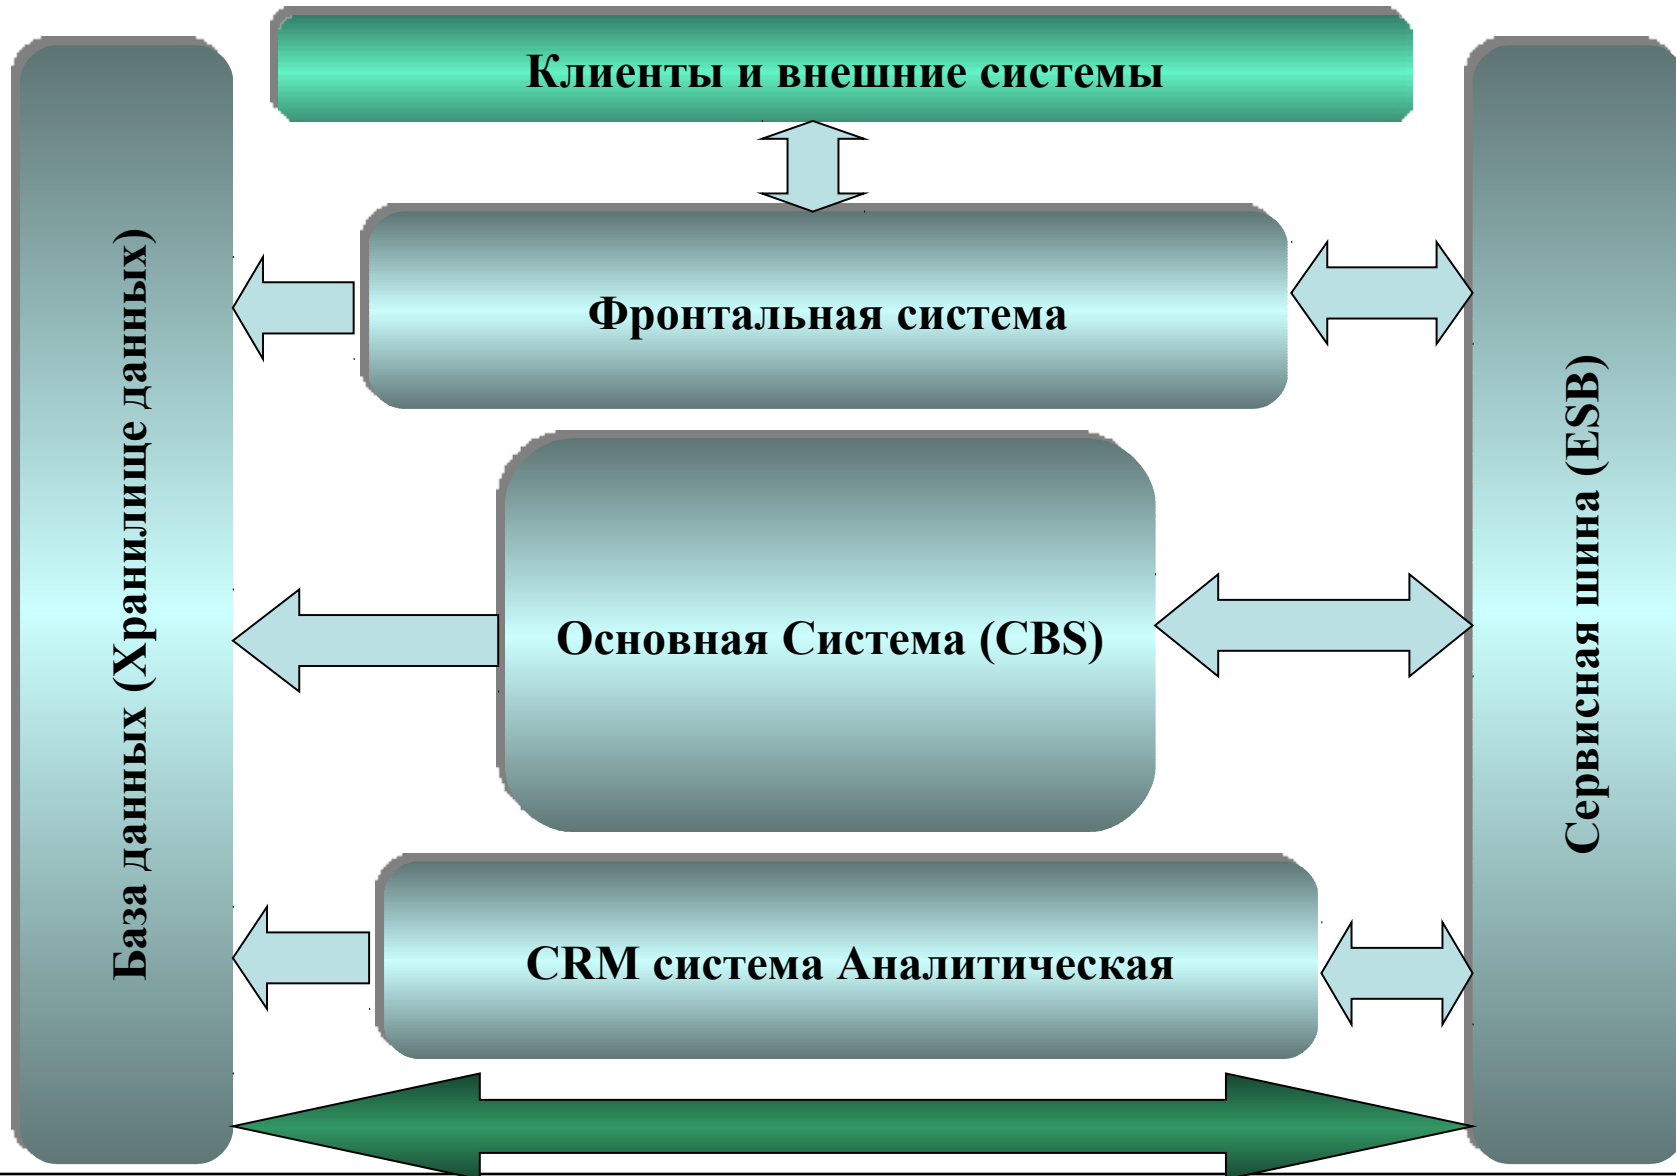 Клиенты и внешние системы
База данных (Хранилище данных)
Фронтальная система
Основная Система (CBS)
CRM система Аналитическая
Сервисная шина (ESB)